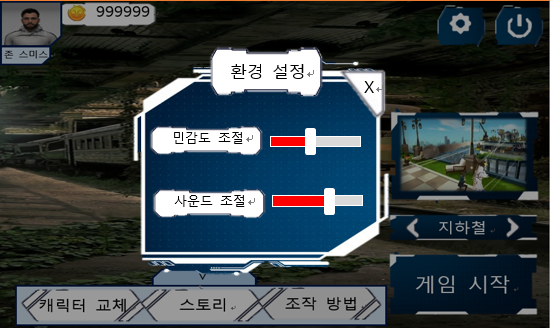 999999
존 스미스
환경 설정
X
민감도 조절
사운드 조절
지하철
게임 시작
캐릭터 교체
스토리
조작 방법